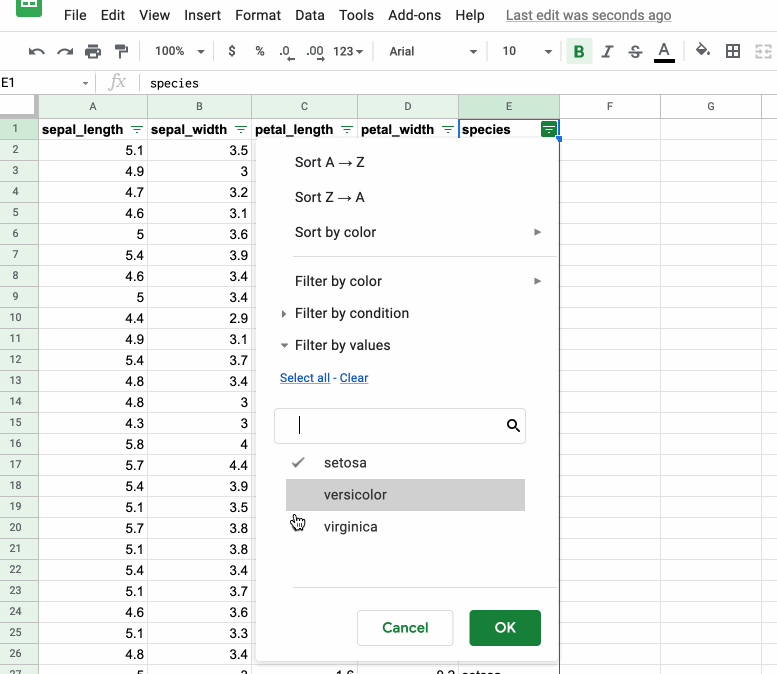 File Edit View Insert Format Data Tools Add-ons Help Last edit was seconds ago
100% $ % .0 .00 123 Arial 10 B I S A
E1 fx species
A B C D E F G
1 sepal_length sepal_width petal_length petal_width species
2 5.1 3.5
3 4.9 3
4 4.7 3.2
5 4.6 3.1
6 5 3.6
7 5.4 3.9
8 4.6 3.4
9 5 3.4
10 4.4 2.9
11 4.9 3.1
12 5.4 3.7
13 4.8 3.4
14 4.8 3
15 4.3 3
16 5.8 4
17 5.7 4.4
18 5.4 3.9
19 5.1 3.5
20 5.7 3.8
21 5.1 3.8
22 5.4 3.4
23 5.1 3.7
24 4.6 3.6
25 5.1 3.3
26 4.8 3.4
Sort A → Z
Sort Z → A
Sort by color
Filter by color
Filter by condition
Filter by values
Select all - Clear
setosa
versicolor
virginica
Cancel OK
27 5 3 1.6 0.2 setosa